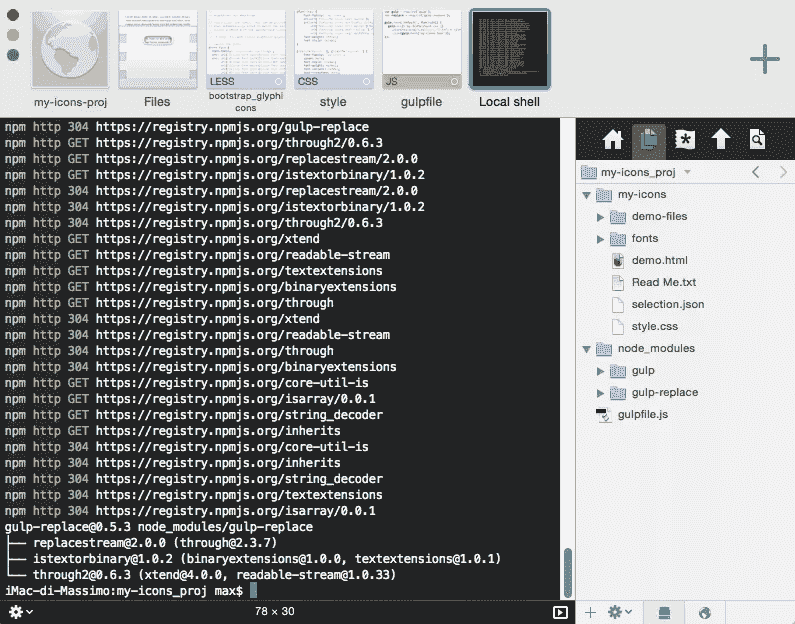 my-icons-proj
Files
LESS
bootstrap_glyphi
cons
CSS
style
JS
gulpfile
Local shell
npm http 304 https://registry.npmjs.org/gulp-replace
npm http GET https://registry.npmjs.org/through2/0.6.3
npm http GET https://registry.npmjs.org/replacestream/2.0.0
npm http GET https://registry.npmjs.org/istextorbinary/1.0.2
npm http 304 https://registry.npmjs.org/replacestream/2.0.0
npm http 304 https://registry.npmjs.org/istextorbinary/1.0.2
npm http 304 https://registry.npmjs.org/through2/0.6.3
npm http GET https://registry.npmjs.org/xtend
npm http GET https://registry.npmjs.org/readable-stream
npm http GET https://registry.npmjs.org/textextensions
npm http GET https://registry.npmjs.org/binaryextensions
npm http GET https://registry.npmjs.org/through
npm http 304 https://registry.npmjs.org/xtend
npm http 304 https://registry.npmjs.org/readable-stream
npm http 304 https://registry.npmjs.org/through
npm http 304 https://registry.npmjs.org/binaryextensions
npm http GET https://registry.npmjs.org/core-util-is
npm http GET https://registry.npmjs.org/isarray/0.0.1
npm http GET https://registry.npmjs.org/string_decoder
npm http GET https://registry.npmjs.org/inherits
npm http 304 https://registry.npmjs.org/core-util-is
npm http 304 https://registry.npmjs.org/inherits
npm http 304 https://registry.npmjs.org/string_decoder
npm http 304 https://registry.npmjs.org/textextensions
npm http 304 https://registry.npmjs.org/isarray/0.0.1
gulp-replace@0.5.3 node_modules/gulp-replace
├── replacestream@2.0.0 (through@2.3.7)
├── istextorbinary@1.0.2 (binaryextensions@1.0.0, textextensions@1.0.1)
└── through2@0.6.3 (xtend@4.0.0, readable-stream@1.0.33)
iMac-di-Massimo:my-icons_proj max$
78 × 30
my-icons_proj
my-icons
demo-files
fonts
demo.html
Read Me.txt
selection.json
style.css
node_modules
gulp
gulp-replace
gulpfile.js